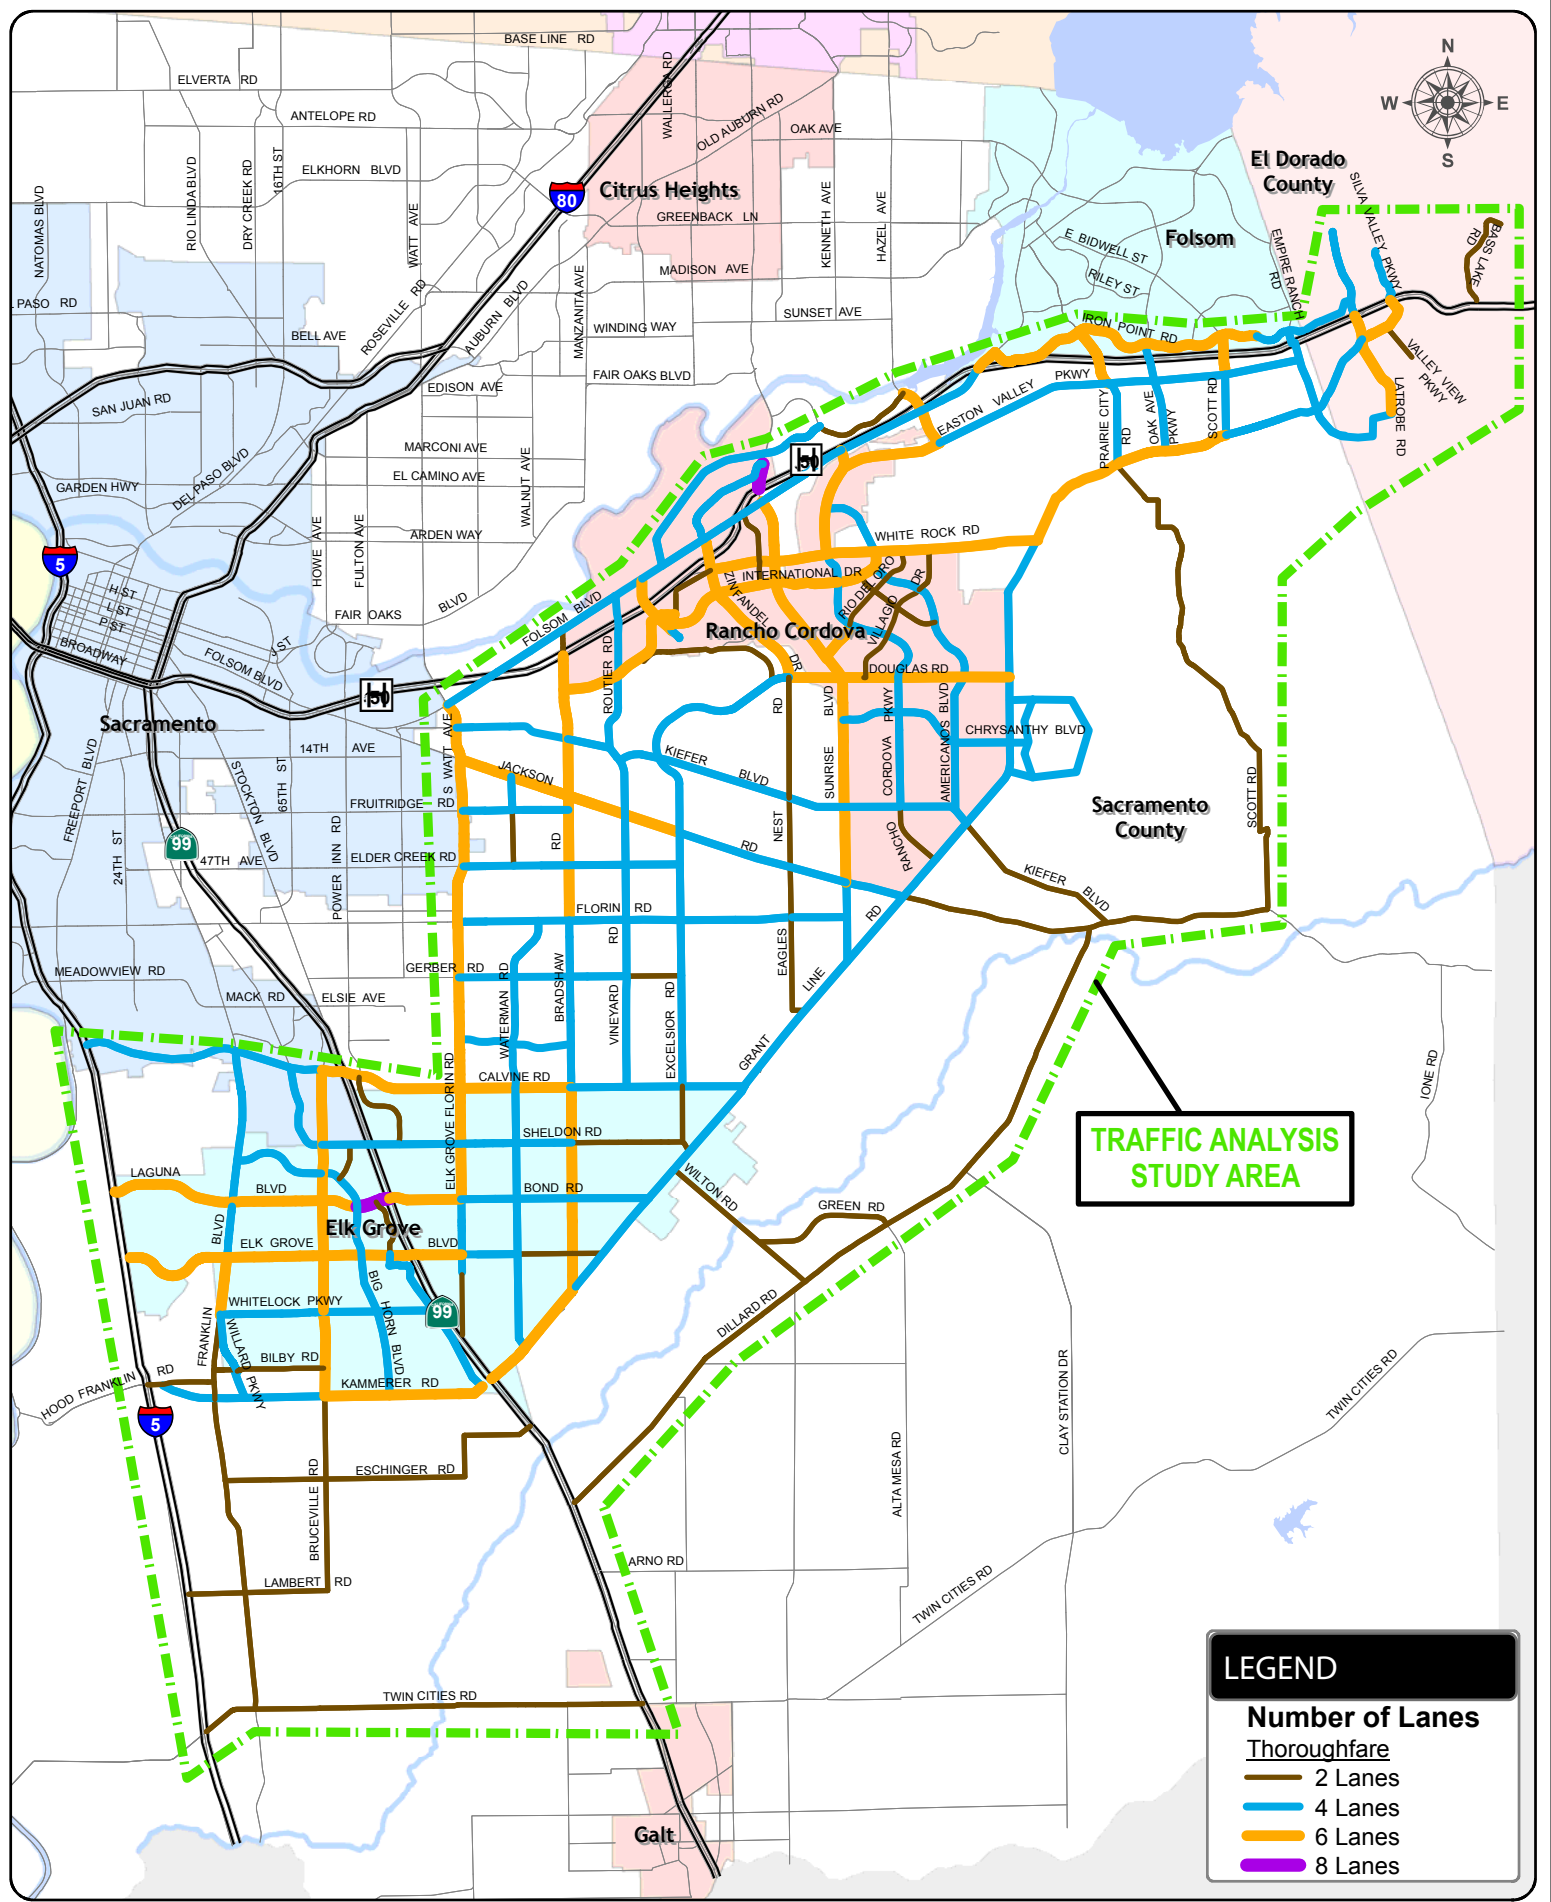 BASE LINE RD
ELVERTA RD
WALLERGA RD
ANTELOPE RD
OLD AUBURN RD
OAK AVE
N
W
E
S
ELKHORN BLVD
NATOMAS BLVD
RIO LINDA BLVD
DRY CREEK RD
16TH ST
WATT AVE
80
Citrus Heights
GREENBACK LN
KENNETH AVE
HAZEL AVE
El Dorado
County
SILVA VALLEY PKWY
Folsom
E BIDWELL ST
RILEY ST
EMPIRE RANCH
RD
BASS LAKE
RD
MADISON AVE
MANZANITA AVE
L PASO RD
ROSEVILLE RD
AUBURN BLVD
BELL AVE
WINDING WAY
SUNSET AVE
IRON POINT RD
VALLEY VIEW
PKWY
FAIR OAKS BLVD
EDISON AVE
SAN JUAN RD
EASTON VALLEY PKWY
PRAIRIE CITY
RD
OAK AVE
PKWY
SCOTT RD
LATROBE RD
MARCONI AVE
DEL PASO BLVD
EL CAMINO AVE
WALNUT AVE
GARDEN HWY
50
HOWE AVE
FULTON AVE
ARDEN WAY
WHITE ROCK RD
5
INTERNATIONAL DR
ZINFANDEL
DR
RIO DEL ORO
VILLAGIO
DR
H ST
L ST
P ST
BROADWAY
J ST
FOLSOM BLVD
FAIR OAKS BLVD
FOLSOM BLVD
Rancho Cordova
ROUTIER RD
DOUGLAS RD
50
Sacramento
14TH AVE
S WATT AVE
JACKSON
RD
KIEFER BLVD
SUNRISE BLVD
RANCHO
CORDOVA PKWY
AMERICANOS BLVD
CHRYSANTHY BLVD
FREEPORT BLVD
STOCKTON BLVD
65TH ST
FRUITRIDGE RD
Sacramento
County
SCOTT RD
99
24TH ST
47TH AVE
POWER INN RD
ELDER CREEK RD
EAGLES NEST RD
KIEFER BLVD
FLORIN RD
GRANT LINE RD
MEADOWVIEW RD
MACK RD
ELSIE AVE
GERBER RD
WATERMAN RD
BRADSHAW RD
VINEYARD RD
EXCELSIOR RD
ELK GROVE FLORIN RD
CALVINE RD
IONE RD
TRAFFIC ANALYSIS
STUDY AREA
SHELDON RD
LAGUNA
BLVD
BOND RD
WILTON RD
GREEN RD
Elk Grove
ELK GROVE BLVD
BLVD
FRANKLIN
WHITELOCK PKWY
BIG HORN BLVD
99
DILLARD RD
WILLARD PKWY
BILBY RD
HOOD FRANKLIN RD
KAMMERER RD
5
CLAY STATION DR
TWIN CITIES RD
ALTA MESA RD
ESCHINGER RD
BRUCEVILLE RD
ARNO RD
LAMBERT RD
TWIN CITIES RD
TWIN CITIES RD
Galt
LEGEND
Number of Lanes
Thoroughfare
2 Lanes
4 Lanes
6 Lanes
8 Lanes